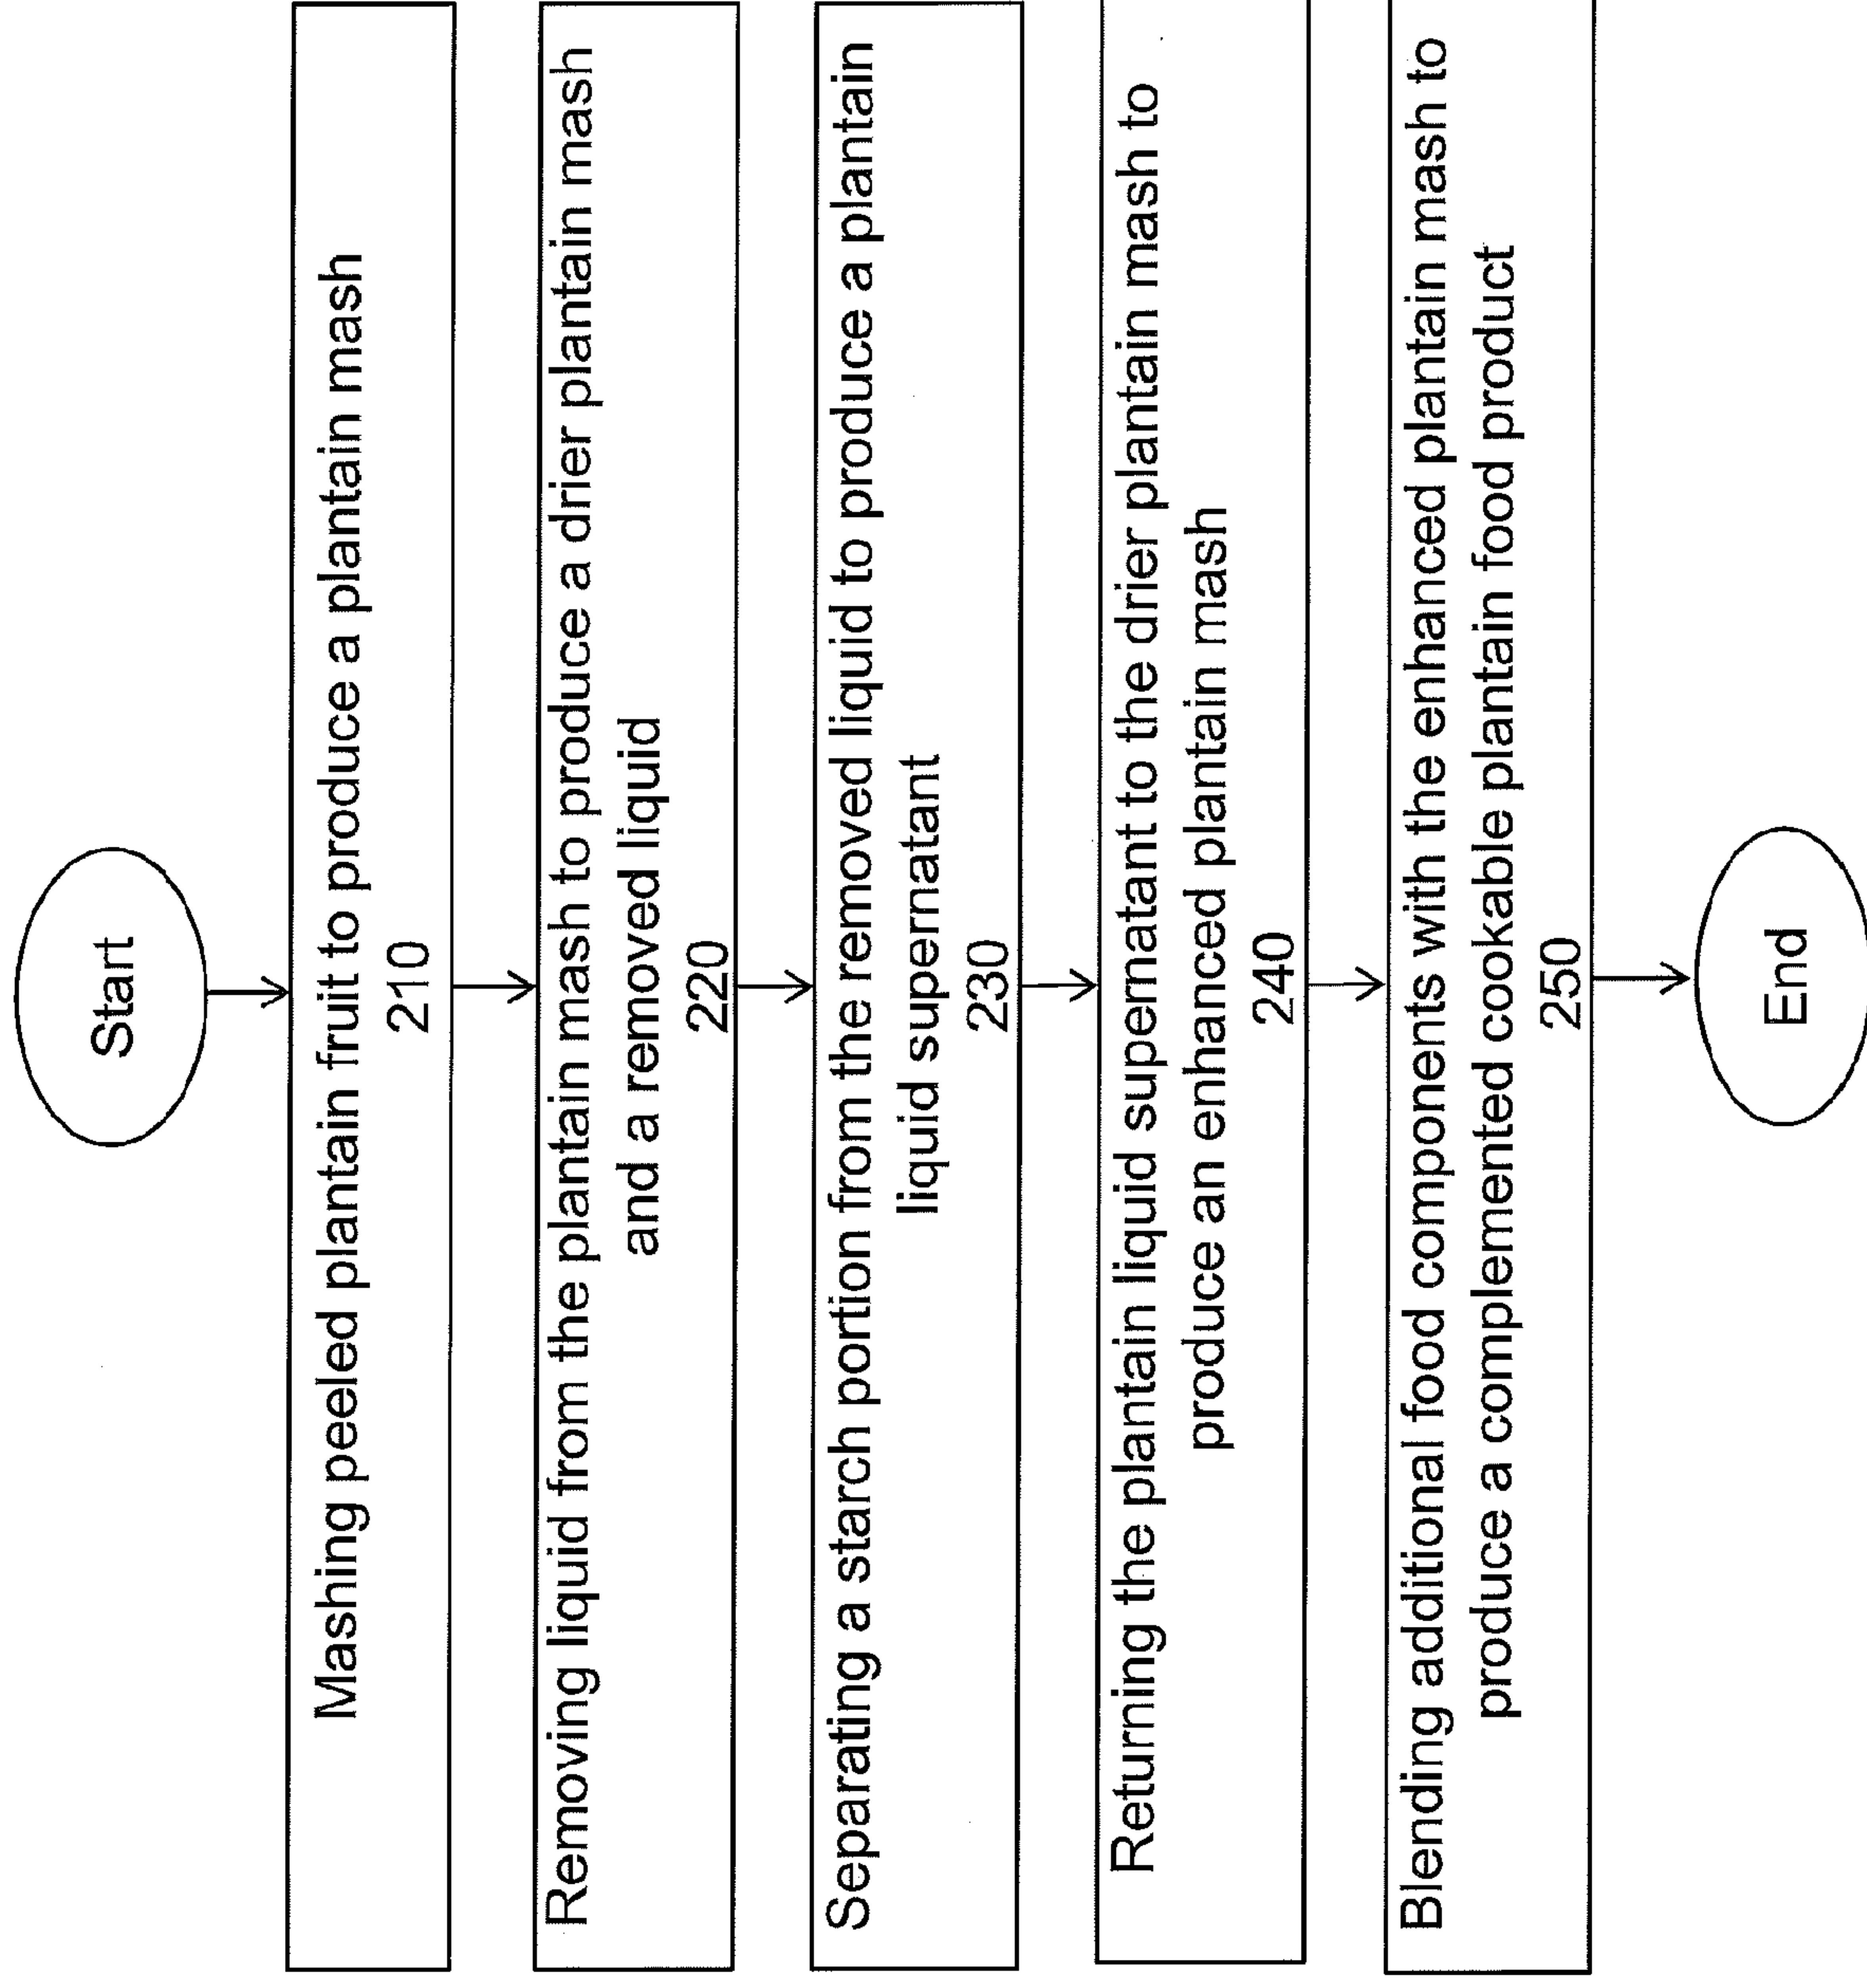 Start
Mashing peeled plantain fruit to produce a plantain mash
210
Removing liquid from the plantain mash to produce a drier plantain mash
and a removed liquid
220
Separating a starch portion from the removed liquid to produce a plantain
liquid supernatant
230
Returning the plantain liquid supernatant to the drier plantain mash to
produce an enhanced plantain mash
240
Blending additional food components with the enhanced plantain mash to
produce a complemented cookable plantain food product
250
End